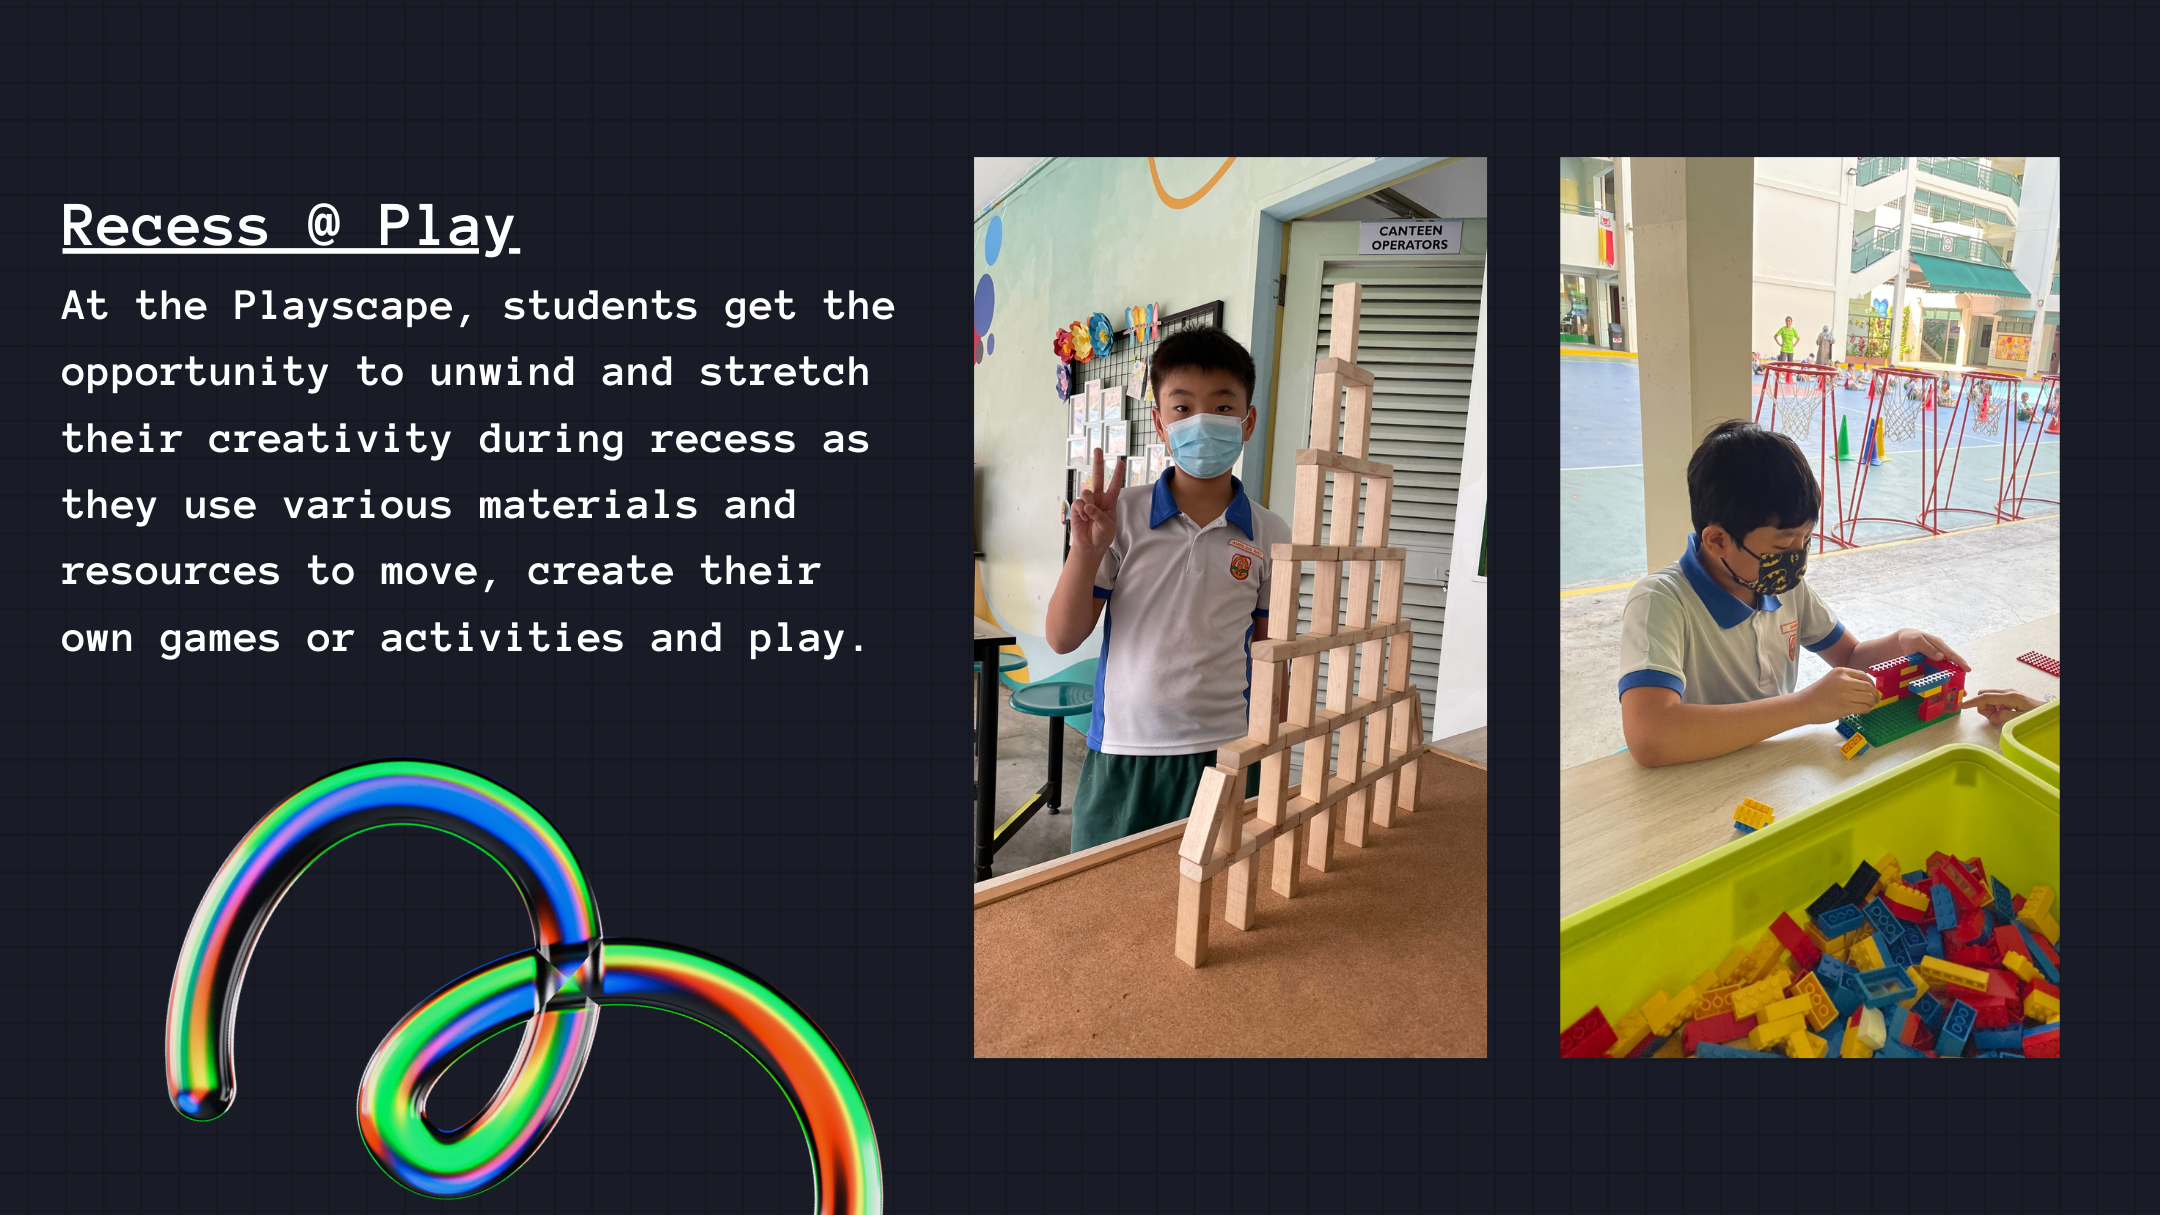 Recess @ Play
At the Playscape, students get the
opportunity to unwind and stretch
their creativity during recess as
they use various materials and
resources to move, create their
own games or activities and play.
CANTEEN
OPERATORS